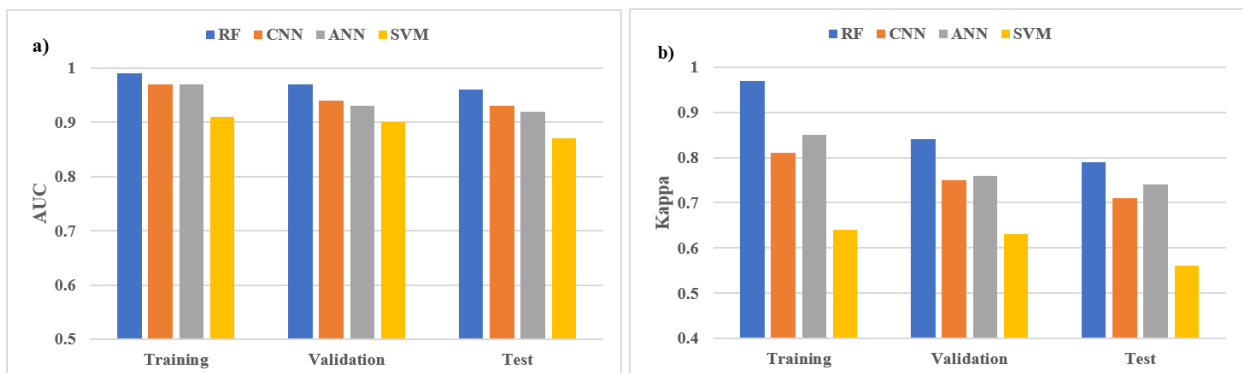 a)
RF CNN ANN SVM
1
0.9
0.8
0.7
0.6
0.5
AUC
Training Validation Test
b)
RF CNN ANN SVM
1
0.9
0.8
0.7
0.6
0.5
0.4
Kappa
Training Validation Test